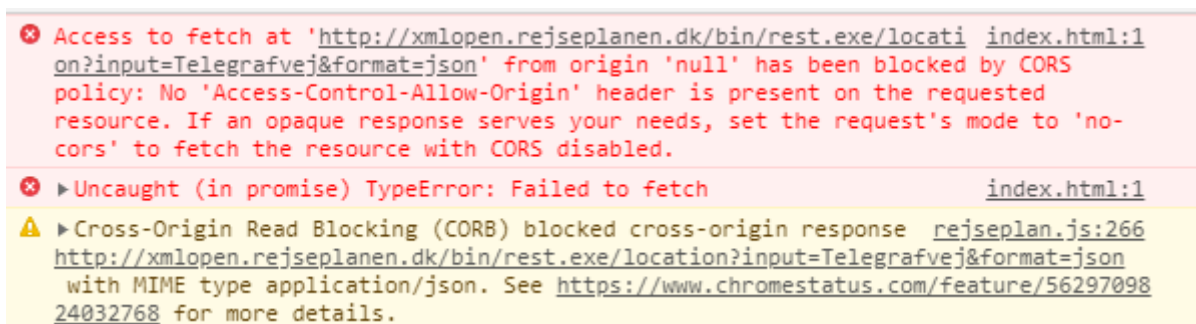 Access to fetch at 'http://xmlopen.rejseplanen.dk/bin/rest.exe/locati index.html:1
on?input=Telegrafvej&format=json' from origin 'null' has been blocked by CORS
policy: No 'Access-Control-Allow-Origin' header is present on the requested
resource. If an opaque response serves your needs, set the request's mode to 'no-
cors' to fetch the resource with CORS disabled.
Uncaught (in promise) TypeError: Failed to fetch index.html:1
Cross-Origin Read Blocking (CORB) blocked cross-origin response rejseplan.js:266
http://xmlopen.rejseplanen.dk/bin/rest.exe/location?input=Telegrafvej&format=json
with MIME type application/json. See https://www.chromestatus.com/feature/56297098
24032768 for more details.